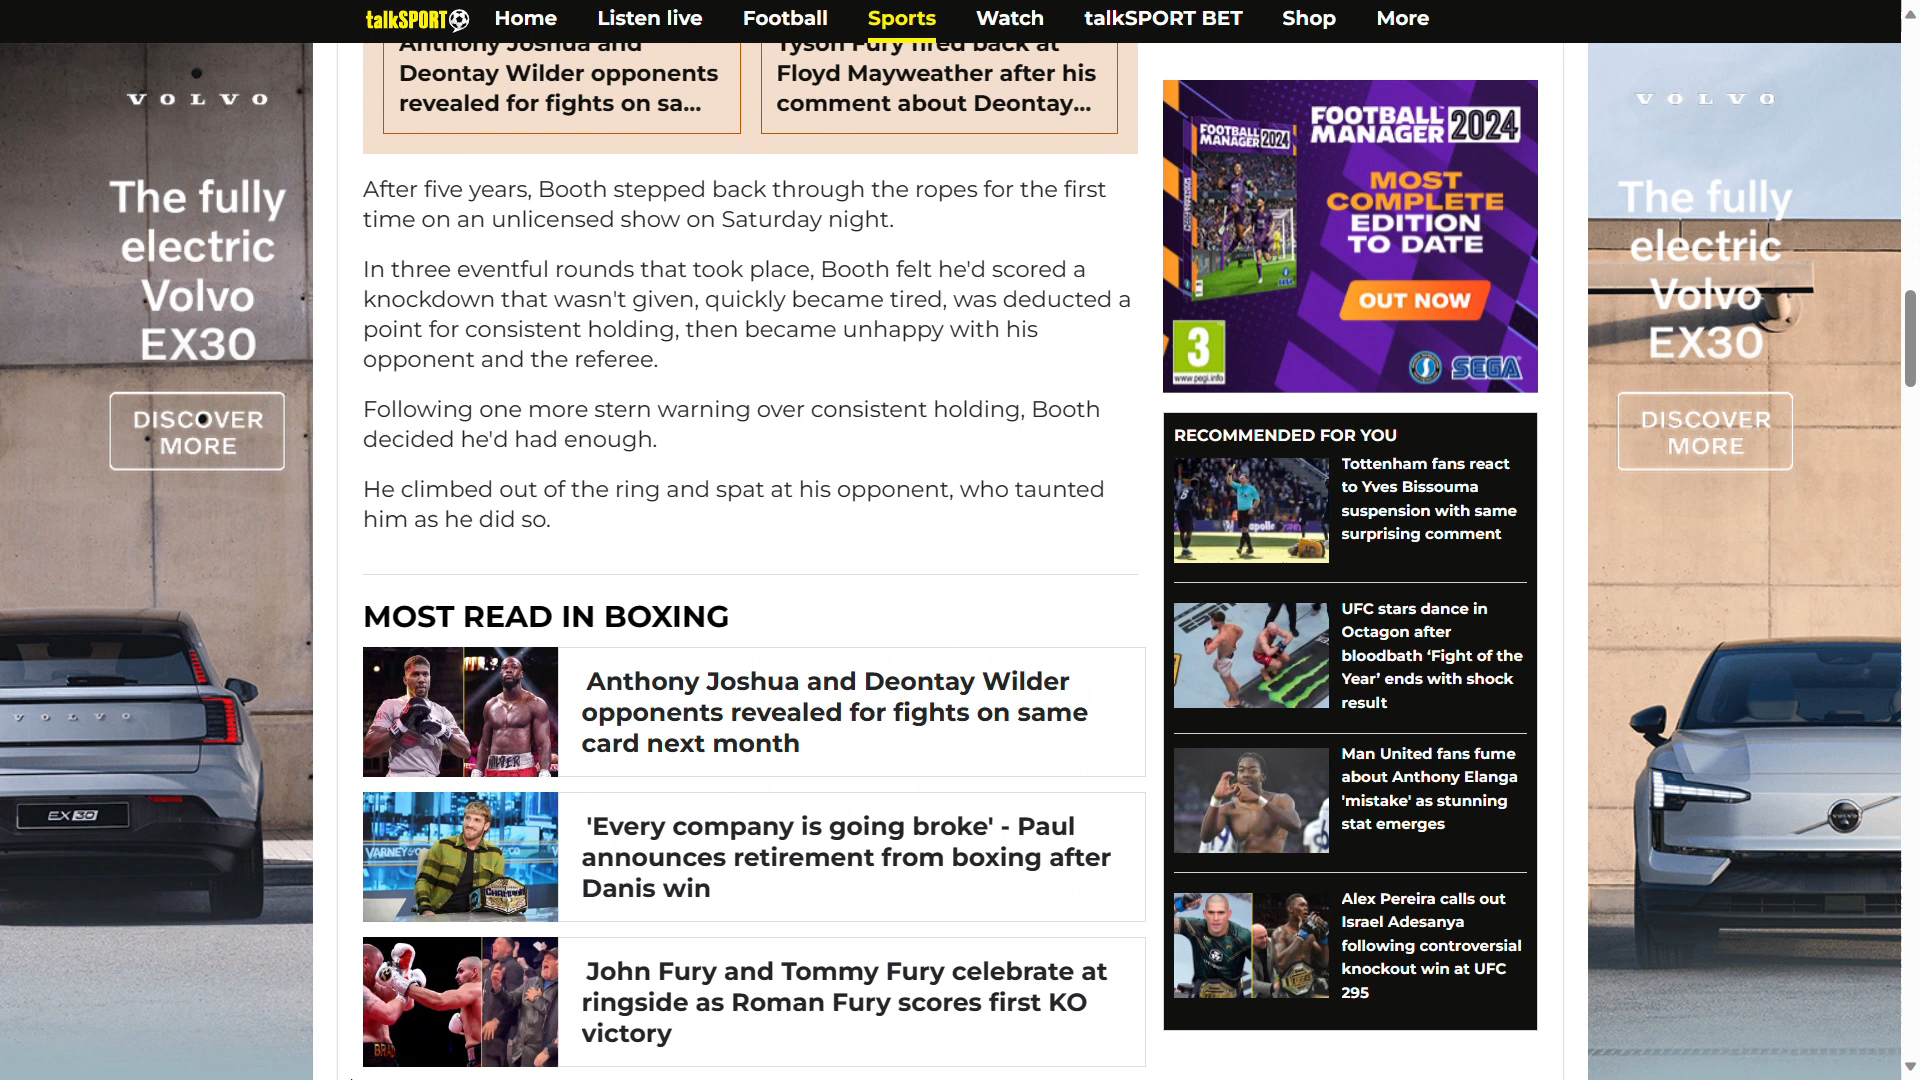 talkSPORT
Home
Listen live
Football
Sports
Watch
talkSPORT BET
Shop
More
VOLVO
The fully
electric
Volvo
EX30
DISCOVER
MORE
VOLVO
EX30
Anthony Joshua and
Deontay Wilder opponents
revealed for fights on sa...
Tyson Fury fired back at
Floyd Mayweather after his
comment about Deontay...
After five years, Booth stepped back through the ropes for the first
time on an unlicensed show on Saturday night.
In three eventful rounds that took place, Booth felt he'd scored a
knockdown that wasn't given, quickly became tired, was deducted a
point for consistent holding, then became unhappy with his
opponent and the referee.
Following one more stern warning over consistent holding, Booth
decided he'd had enough.
He climbed out of the ring and spat at his opponent, who taunted
him as he did so.
MOST READ IN BOXING
WILDER
Anthony Joshua and Deontay Wilder
opponents revealed for fights on same
card next month
VARNEY & CO
CHAMPION
'Every company is going broke' - Paul
announces retirement from boxing after
Danis win
BRAD
John Fury and Tommy Fury celebrate at
ringside as Roman Fury scores first KO
victory
FOOTBALL
MANAGER 2024
FOOTBALL
MANAGER 2024
MOST
COMPLETE
EDITION
TO DATE
OUT NOW
3
www.pegi.info
SEGA
RECOMMENDED FOR YOU
Tottenham fans react
to Yves Bissouma
suspension with same
surprising comment
UFC stars dance in
Octagon after
bloodbath ‘Fight of the
Year’ ends with shock
result
Man United fans fume
about Anthony Elanga
'mistake' as stunning
stat emerges
Alex Pereira calls out
Israel Adesanya
following controversial
knockout win at UFC
295
VOLVO
The fully
electric
Volvo
EX30
DISCOVER
MORE
VOLVO